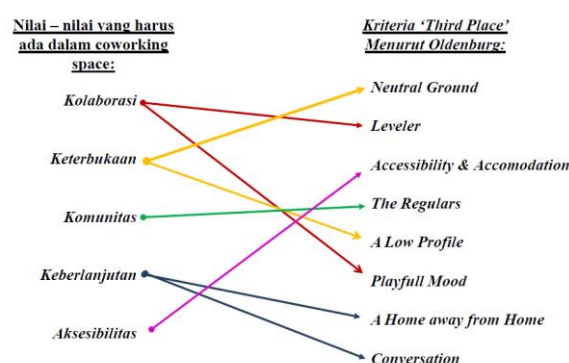 Nilai – nilai yang harus
ada dalam coworking
space:
Kolaborasi
Keterbukaan
Komunitas
Keberlanjutan
Aksesibilitas
Kriteria ‘Third Place’
Menurut Oldenburg:
Neutral Ground
Leveler
Accessibility & Accomodation
The Regulars
A Low Profile
Playfull Mood
A Home away from Home
Conversation